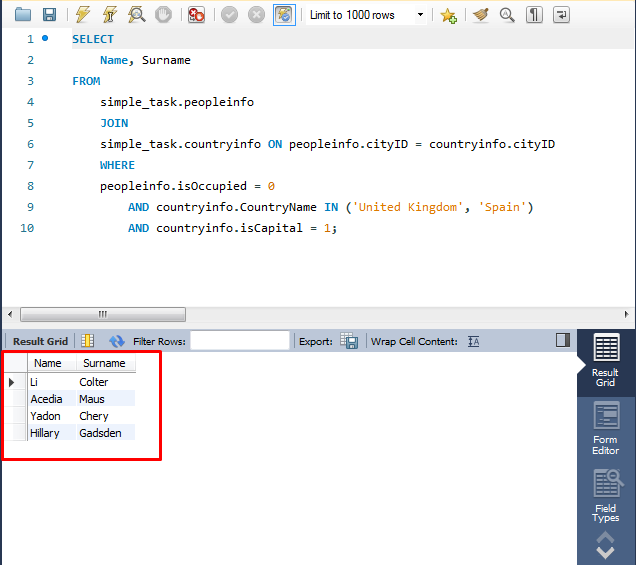 Limit to 1000 rows
1 SELECT
2 Name, Surname
3 FROM
4 simple_task.peopleinfo
5 JOIN
6 simple_task.countryinfo ON peopleinfo.cityID = countryinfo.cityID
7 WHERE
8 peopleinfo.isOccupied = 0
9 AND countryinfo.CountryName IN ('United Kingdom', 'Spain')
10 AND countryinfo.isCapital = 1;
Result Grid Filter Rows: Export: Wrap Cell Content:
Name Surname
Li Colter
Acedia Maus
Yadon Chery
Hillary Gadsden
Result
Grid
Form
Editor
Field
Types